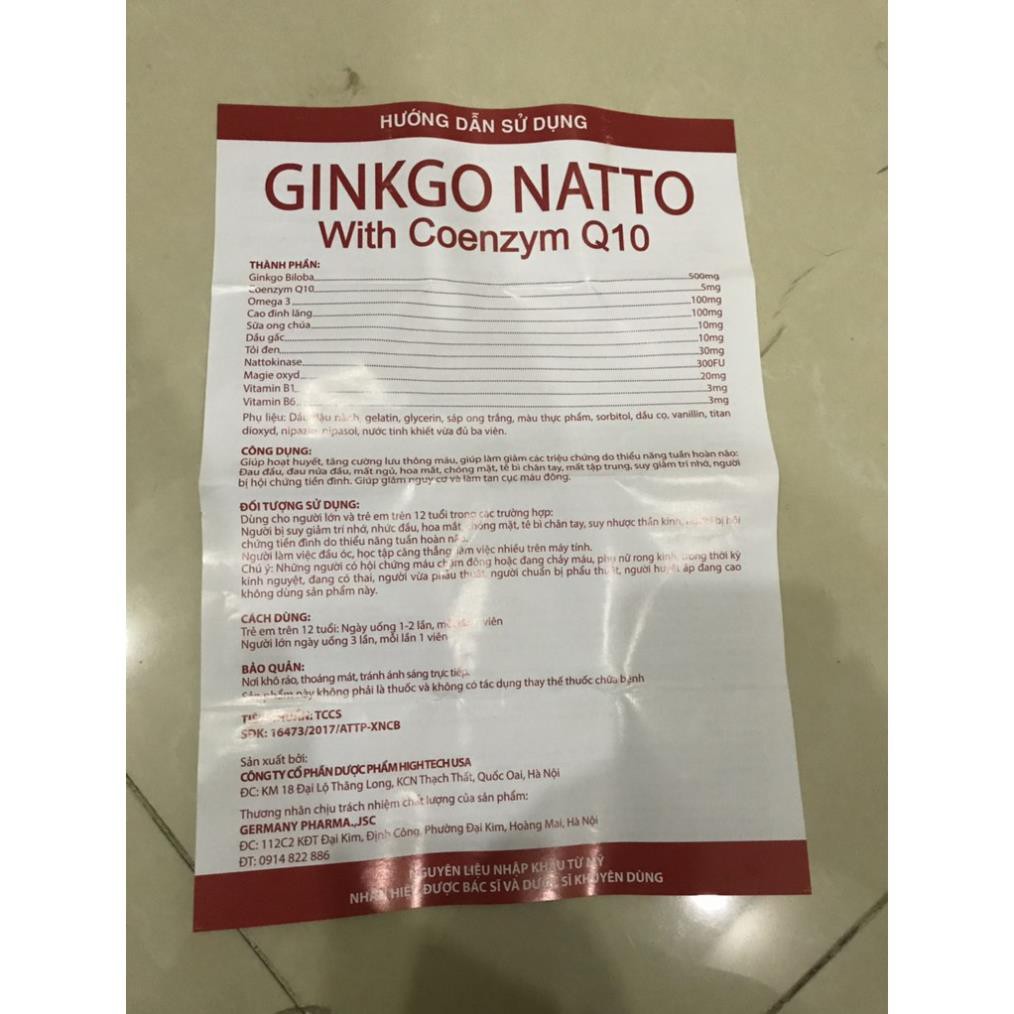 HƯỚNG DẪN SỬ DỤNG
GINKGO NATTO
With Coenzym Q10
THÀNH PHẦN:
Ginkgo Biloba 500mg
Coenzym Q10 5mg
Omega 3 100mg
Cao đinh lăng 100mg
Sữa ong chúa 10mg
Dầu gấc 10mg
Tỏi đen 30mg
Nattokinase 300FU
Magie oxyd 20mg
Vitamin B1 3mg
Vitamin B6 3mg
Phụ liệu: Dầu đậu nành, gelatin, glycerin, sáp ong trắng, màu thực phẩm, sorbitol, dầu cọ, vanillin, titan
dioxyd, nipazin, nipasol, nước tinh khiết vừa đủ ba viên.
CÔNG DỤNG:
Giúp hoạt huyết, tăng cường lưu thông máu, giúp làm giảm các triệu chứng do thiểu năng tuần hoàn não:
Đau đầu, đau nửa đầu, mất ngủ, hoa mắt, chóng mặt, tê bì chân tay, mất tập trung, suy giảm trí nhớ, người
bị hội chứng tiền đình. Giúp giảm nguy cơ và làm tan cục máu đông.
ĐỐI TƯỢNG SỬ DỤNG:
Dùng cho người lớn và trẻ em trên 12 tuổi trong các trường hợp:
Người bị suy giảm trí nhớ, nhức đầu, hoa mắt, chóng mặt, tê bì chân tay, suy nhược thần kinh, người bị hội
chứng tiền đình do thiểu năng tuần hoàn não.
Người làm việc đầu óc, học tập căng thẳng làm việc nhiều trên máy tính.
Chú ý: Những người có hội chứng máu chậm đông hoặc đang chảy máu, phụ nữ rong kinh, trong thời kỳ
kinh nguyệt, đang có thai, người vừa phẫu thuật, người chuẩn bị phẫu thuật, người huyết áp đang cao
không dùng sản phẩm này.
CÁCH DÙNG:
Trẻ em trên 12 tuổi: Ngày uống 1-2 lần, viên
Người lớn ngày uống 3 lần, mỗi lần 1 viên
BẢO QUẢN:
Nơi khô ráo, thoáng mát, tránh ánh sáng trực tiếp.
Sản phẩm này không phải là thuốc và không có tác dụng thay thế thuốc chữa bệnh
TIÊU CHUẨN: TCCS
SĐK: 16473/2017/ATTP-XNCB
Sản xuất bởi:
CÔNG TY CỔ PHẦN DƯỢC PHẨM HIGHTECH USA
ĐC: KM 18 Đại Lộ Thăng Long, KCN Thạch Thất, Quốc Oai, Hà Nội
Thương nhân chịu trách nhiệm chất lượng của sản phẩm:
GERMANY PHARMA.,JSC
ĐC: 112C2 KĐT Đại Kim, Định Công, Phường Đại Kim, Hoàng Mai, Hà Nội
ĐT: 0914 822 886
NGUYÊN LIỆU NHẬP KHẨU TỪ MỸ
NHÃN HIỆU ĐƯỢC BÁC SĨ VÀ DƯỢC SĨ KHUYÊN DÙNG